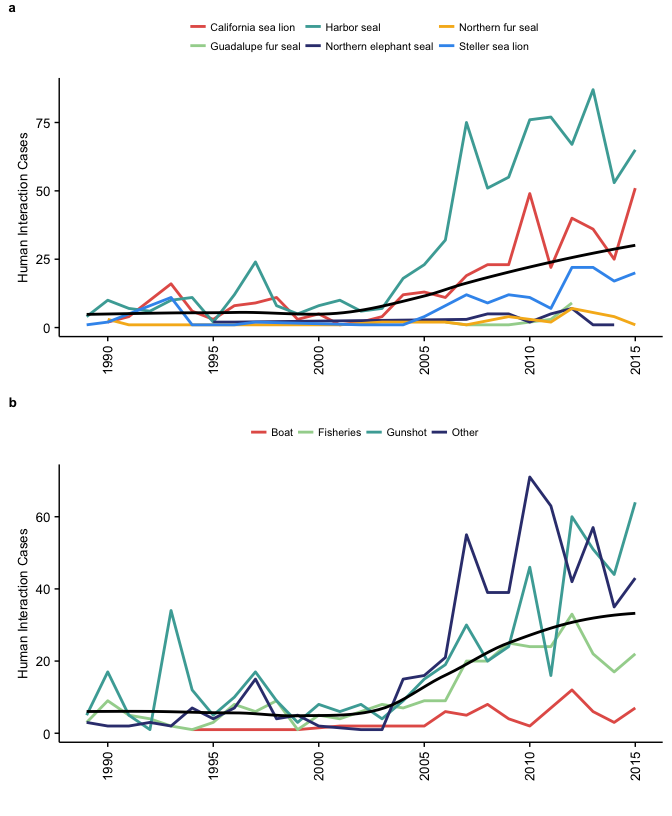 a
California sea lion Harbor seal Northern fur seal
Guadalupe fur seal Northern elephant seal Steller sea lion
Human Interaction Cases
75
50
25
0
1990 1995 2000 2005 2010 2015
b
Boat Fisheries Gunshot Other
Human Interaction Cases
60
40
20
0
1990 1995 2000 2005 2010 2015